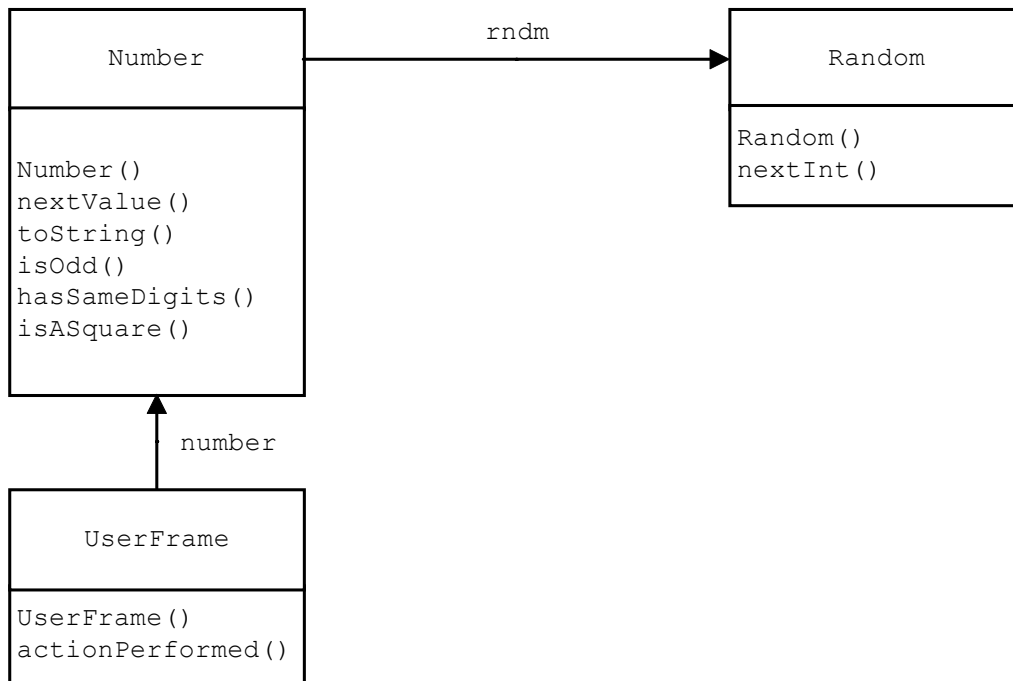 Number
Number()
nextValue()
toString()
isOdd()
hasSameDigits()
isASquare()
rndm
Random
Random()
nextInt()
number
UserFrame
UserFrame()
actionPerformed()